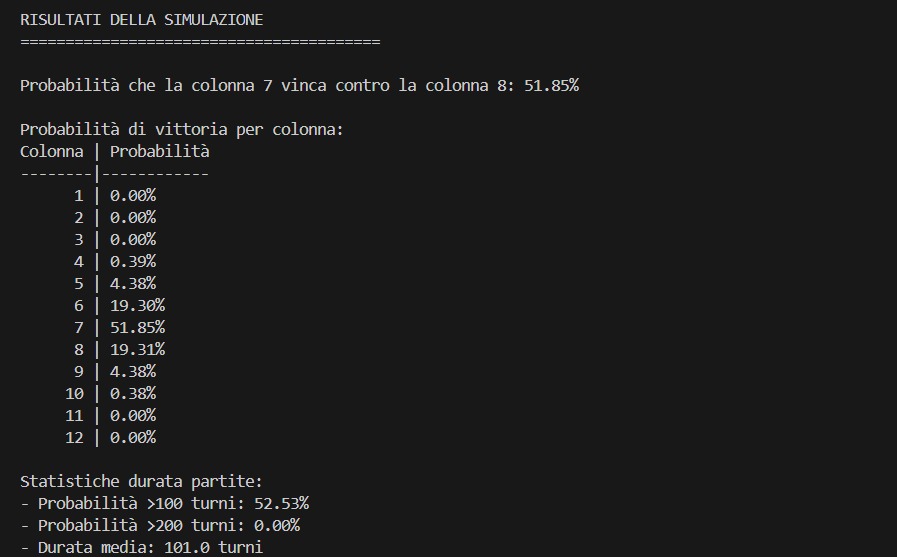 RISULTATI DELLA SIMULAZIONE
========================================
Probabilità che la colonna 7 vinca contro la colonna 8: 51.85%
Probabilità di vittoria per colonna:
Colonna | Probabilità
--------|------------
1 | 0.00%
2 | 0.00%
3 | 0.00%
4 | 0.39%
5 | 4.38%
6 | 19.30%
7 | 51.85%
8 | 19.31%
9 | 4.38%
10 | 0.38%
11 | 0.00%
12 | 0.00%
Statistiche durata partite:
- Probabilità >100 turni: 52.53%
- Probabilità >200 turni: 0.00%
- Durata media: 101.0 turni